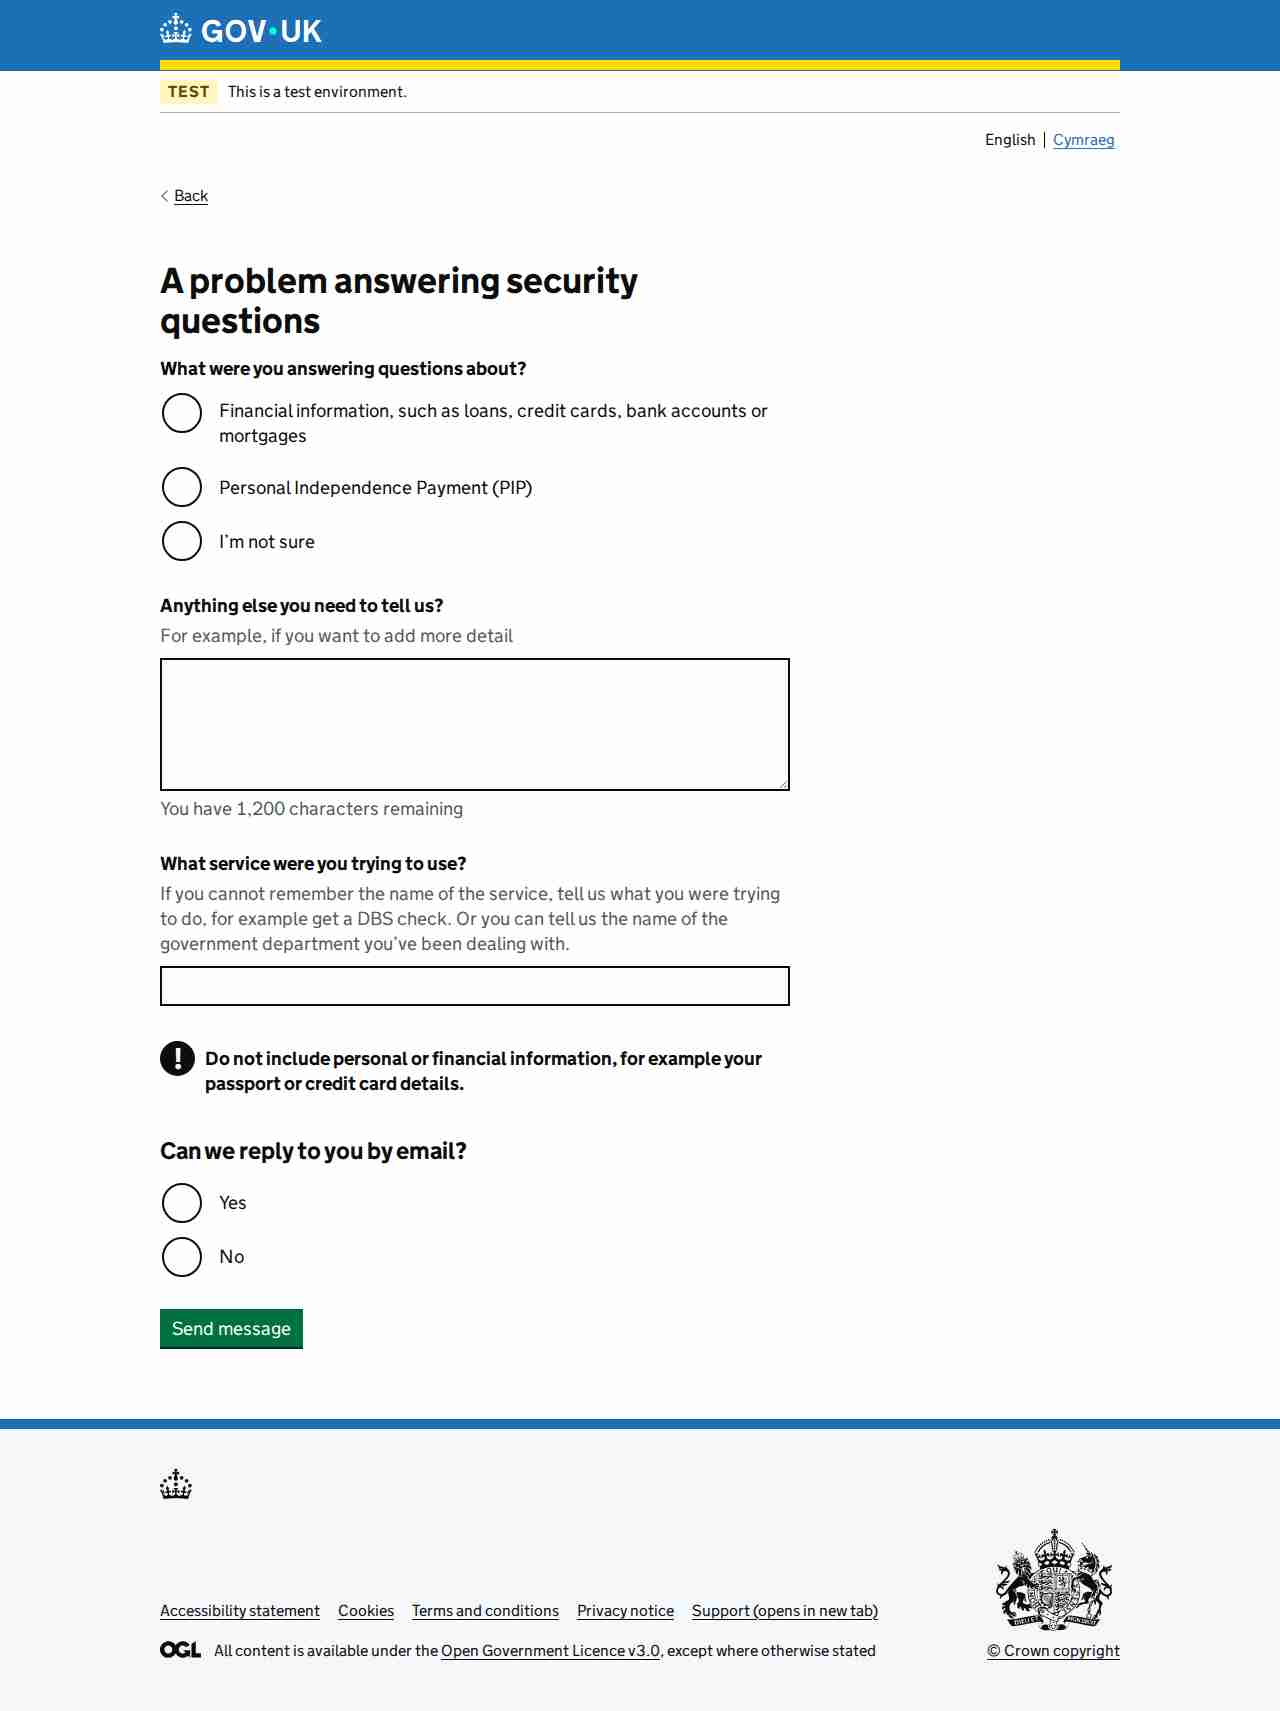 GOV·UK
TEST This is a test environment.
English Cymraeg
Back
A problem answering security
questions
What were you answering questions about?
Financial information, such as loans, credit cards, bank accounts or
mortgages
Personal Independence Payment (PIP)
I’m not sure
Anything else you need to tell us?
For example, if you want to add more detail
You have 1,200 characters remaining
What service were you trying to use?
If you cannot remember the name of the service, tell us what you were trying
to do, for example get a DBS check. Or you can tell us the name of the
government department you’ve been dealing with.
! Do not include personal or financial information, for example your
passport or credit card details.
Can we reply to you by email?
Yes
No
Send message
Accessibility statement Cookies Terms and conditions Privacy notice Support (opens in new tab)
OGL All content is available under the Open Government Licence v3.0, except where otherwise stated
© Crown copyright